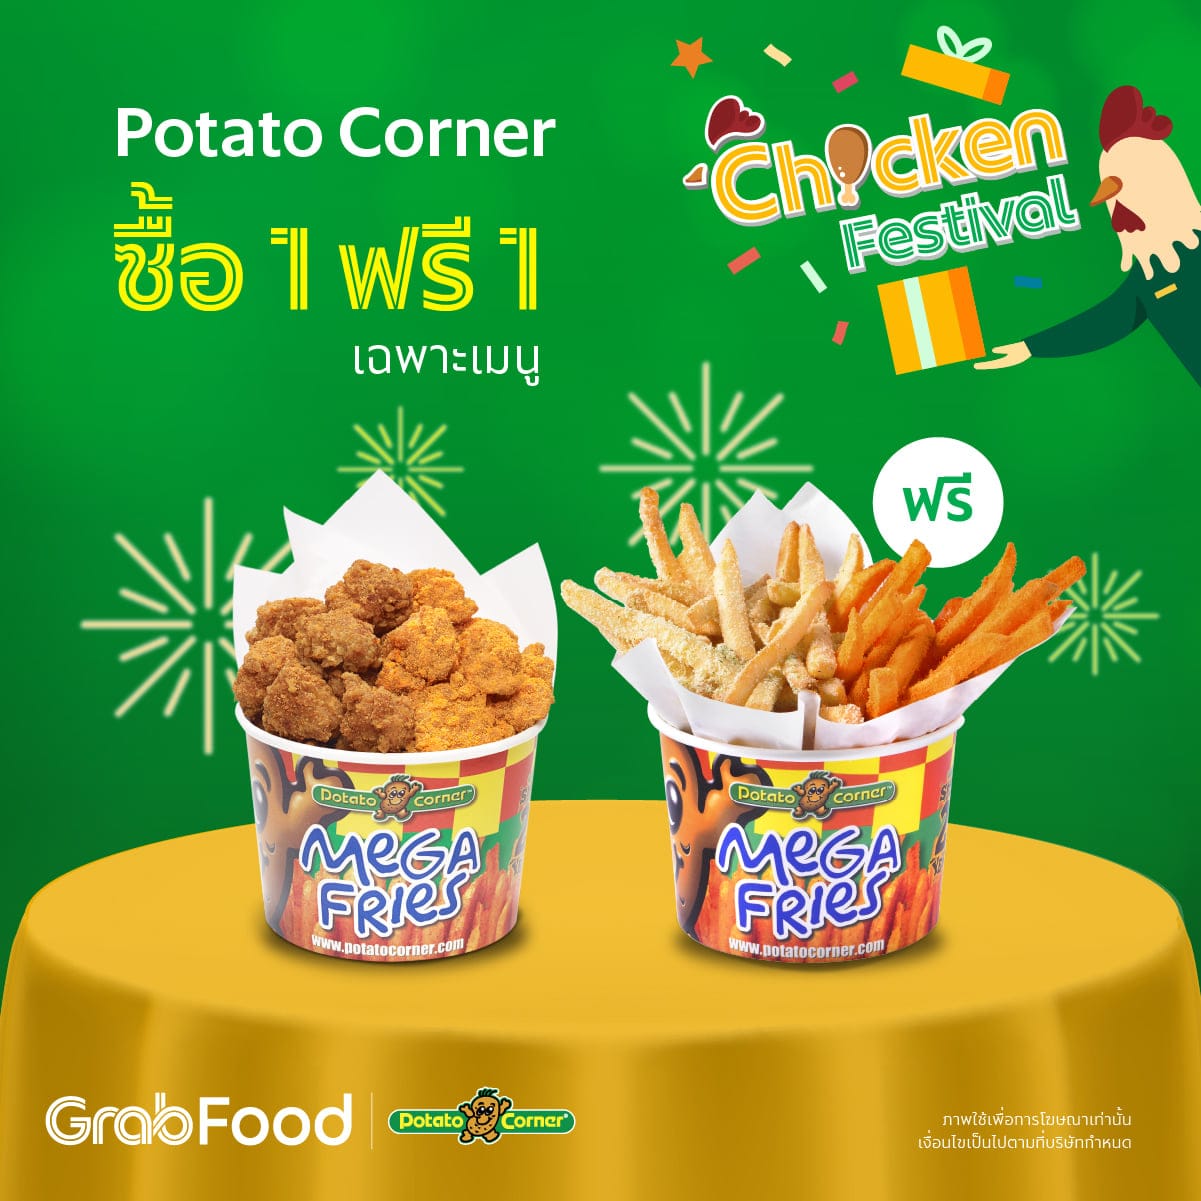 Potato Corner
ซื้อ 1 ฟรี 1
เฉพาะเมนู
Chicken
Festival
ฟรี
Potato Corner
MEGA
FRIES
www.potatocorner.com
Potato Corner
MEGA
FRIES
www.potatocorner.com
GrabFood
Potato Corner
ภาพใช้เพื่อการโฆษณาเท่านั้น
เงื่อนไขเป็นไปตามที่บริษัทกำหนด